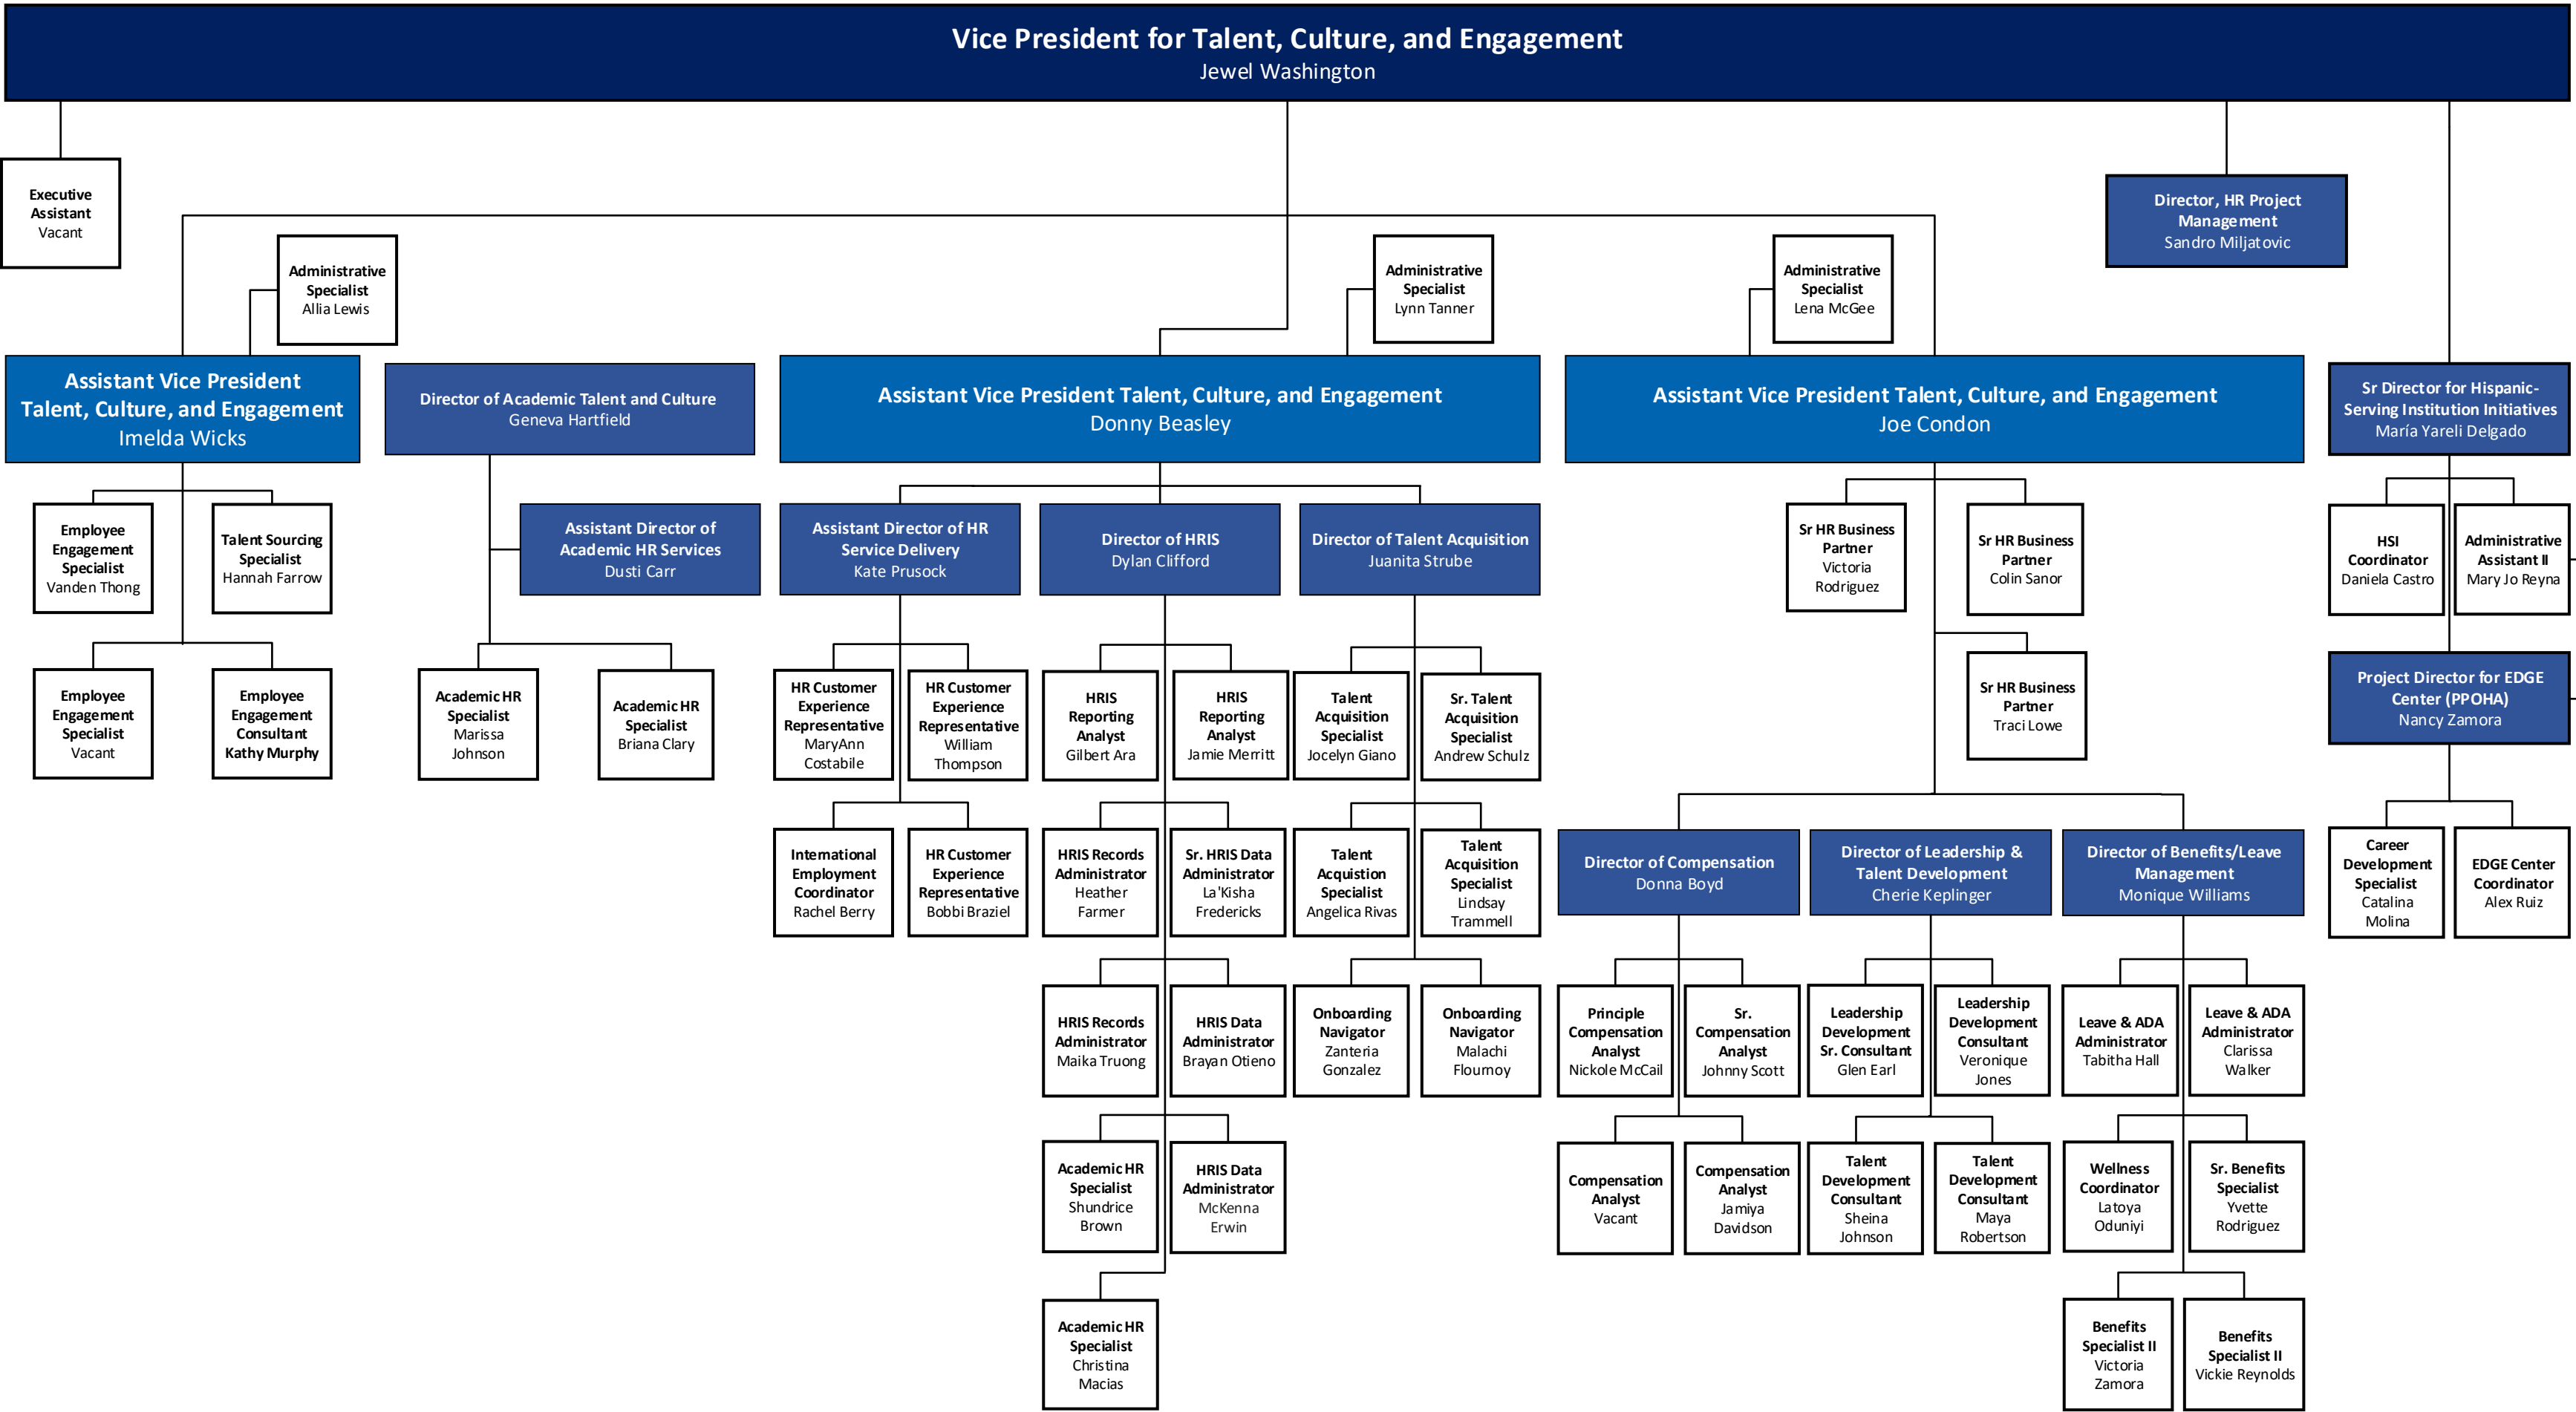 Vice President for Talent, Culture, and Engagement
Jewel Washington
Executive
Assistant
Vacant
Director, HR Project
Management
Sandro Miljatovic
Administrative
Specialist
Allia Lewis
Administrative
Specialist
Lynn Tanner
Administrative
Specialist
Lena McGee
Assistant Vice President
Talent, Culture, and Engagement
Imelda Wicks
Director of Academic Talent and Culture
Geneva Hartfield
Assistant Vice President Talent, Culture, and Engagement
Donny Beasley
Assistant Vice President Talent, Culture, and Engagement
Joe Condon
Sr Director for Hispanic-
Serving Institution Initiatives
María Yareli Delgado
Employee
Engagement
Specialist
Vanden Thong
Talent Sourcing
Specialist
Hannah Farrow
Assistant Director of
Academic HR Services
Dusti Carr
Assistant Director of HR
Service Delivery
Kate Prusock
Director of HRIS
Dylan Clifford
Director of Talent Acquisition
Juanita Strube
Sr HR Business
Partner
Victoria
Rodriguez
Sr HR Business
Partner
Colin Sanor
HSI
Coordinator
Daniela Castro
Administrative
Assistant II
Mary Jo Reyna
Employee
Engagement
Specialist
Vacant
Employee
Engagement
Consultant
Kathy Murphy
Academic HR
Specialist
Marissa
Johnson
Academic HR
Specialist
Briana Clary
HR Customer
Experience
Representative
MaryAnn
Costabile
HR Customer
Experience
Representative
William
Thompson
HRIS
Reporting
Analyst
Gilbert Ara
HRIS
Reporting
Analyst
Jamie Merritt
Talent
Acquisition
Specialist
Jocelyn Giano
Sr. Talent
Acquisition
Specialist
Andrew Schulz
Sr HR Business
Partner
Traci Lowe
Project Director for EDGE
Center (PPOHA)
Nancy Zamora
International
Employment
Coordinator
Rachel Berry
HR Customer
Experience
Representative
Bobbi Braziel
HRIS Records
Administrator
Heather
Farmer
Sr. HRIS Data
Administrator
La'Kisha
Fredericks
Talent
Acquistion
Specialist
Angelica Rivas
Talent
Acquisition
Specialist
Lindsay
Trammell
Director of Compensation
Donna Boyd
Director of Leadership &
Talent Development
Cherie Keplinger
Director of Benefits/Leave
Management
Monique Williams
Career
Development
Specialist
Catalina
Molina
EDGE Center
Coordinator
Alex Ruiz
HRIS Records
Administrator
Maika Truong
HRIS Data
Administrator
Brayan Otieno
Onboarding
Navigator
Zanteria
Gonzalez
Onboarding
Navigator
Malachi
Flournoy
Principle
Compensation
Analyst
Nickole McCail
Sr.
Compensation
Analyst
Johnny Scott
Leadership
Development
Sr. Consultant
Glen Earl
Leadership
Development
Consultant
Veronique
Jones
Leave & ADA
Administrator
Tabitha Hall
Leave & ADA
Administrator
Clarissa
Walker
Academic HR
Specialist
Shundrice
Brown
HRIS Data
Administrator
McKenna
Erwin
Compensation
Analyst
Vacant
Compensation
Analyst
Jamiya
Davidson
Talent
Development
Consultant
Sheina
Johnson
Talent
Development
Consultant
Maya
Robertson
Wellness
Coordinator
Latoya
Oduniyi
Sr. Benefits
Specialist
Yvette
Rodriguez
Academic HR
Specialist
Christina
Macias
Benefits
Specialist II
Victoria
Zamora
Benefits
Specialist II
Vickie Reynolds